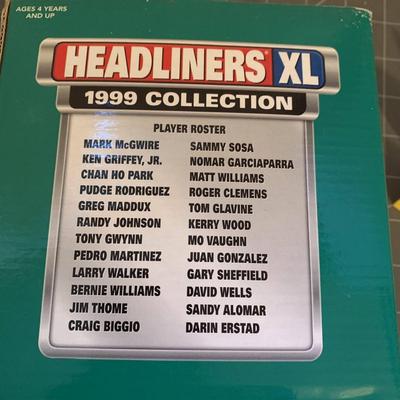 AGES 4 YEARS
AND UP
HEADLINERS XL
1999 COLLECTION
PLAYER ROSTER
MARK McGWIRE
KEN GRIFFEY, JR.
CHAN HO PARK
PUDGE RODRIGUEZ
GREG MADDUX
RANDY JOHNSON
TONY GWYNN
PEDRO MARTINEZ
LARRY WALKER
BERNIE WILLIAMS
JIM THOME
CRAIG BIGGIO
SAMMY SOSA
NOMAR GARCIAPARRA
MATT WILLIAMS
ROGER CLEMENS
TOM GLAVINE
KERRY WOOD
MO VAUGHN
JUAN GONZALEZ
GARY SHEFFIELD
DAVID WELLS
SANDY ALOMAR
DARIN ERSTAD